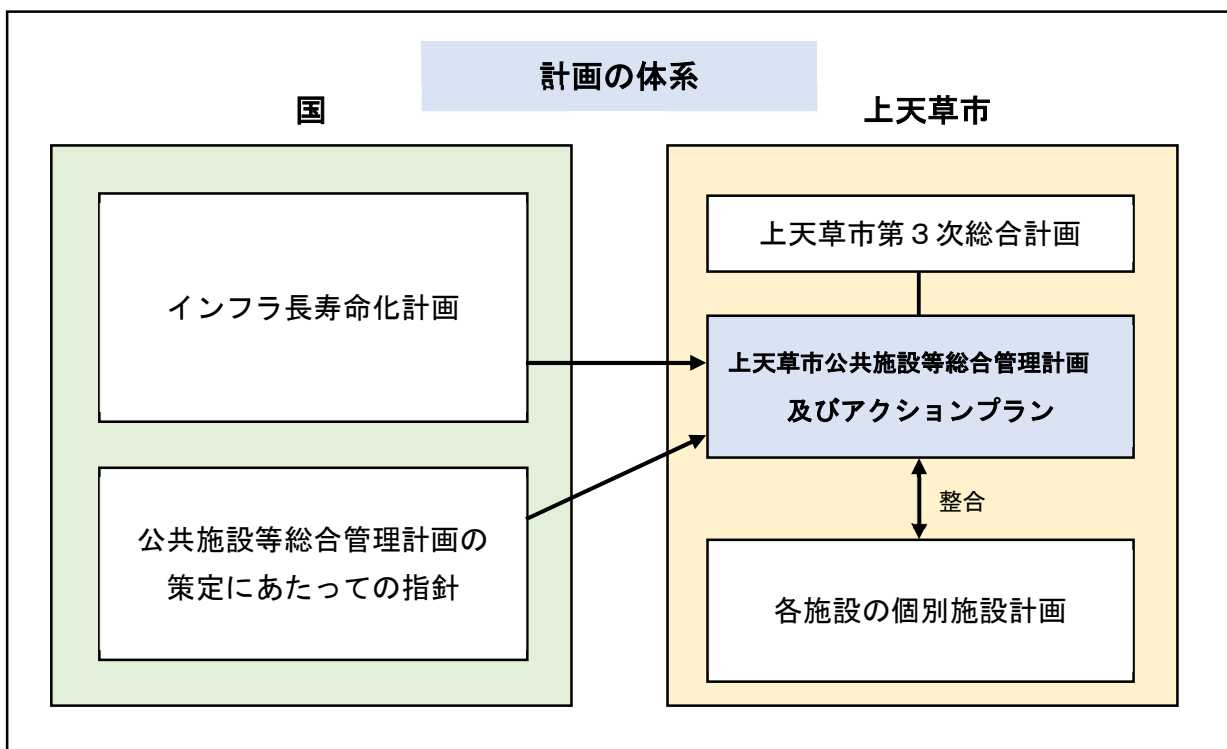 計画の体系
国
上天草市
インフラ長寿命化計画
公共施設等総合管理計画の
策定にあたっての指針
上天草市第３次総合計画
上天草市公共施設等総合管理計画
及びアクションプラン
整合
各施設の個別施設計画